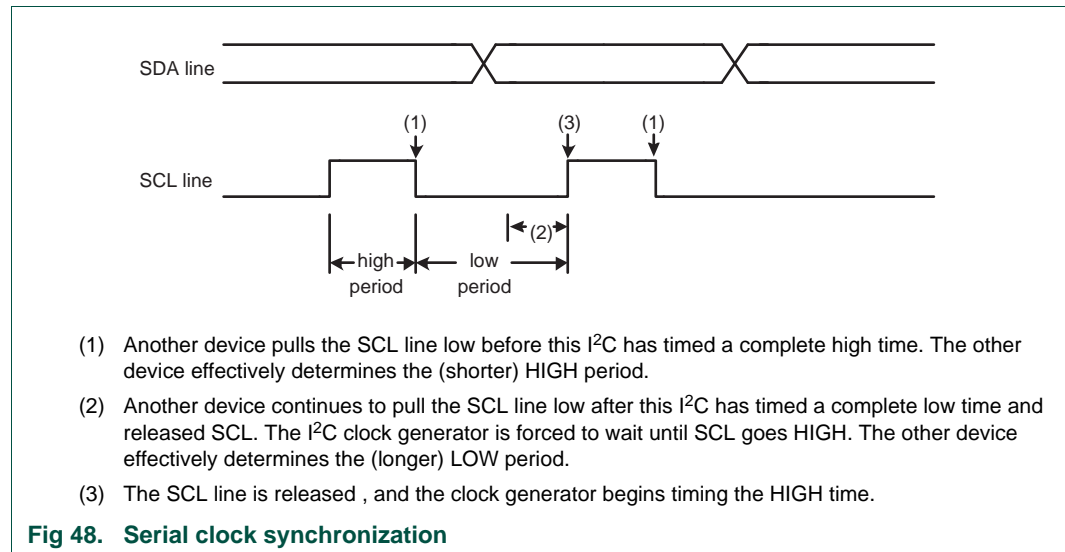 SDA line
(1) (3) (1)
SCL line
(2)
high low
period period
(1) Another device pulls the SCL line low before this I²C has timed a complete high time. The other
device effectively determines the (shorter) HIGH period.
(2) Another device continues to pull the SCL line low after this I²C has timed a complete low time and
released SCL. The I²C clock generator is forced to wait until SCL goes HIGH. The other device
effectively determines the (longer) LOW period.
(3) The SCL line is released , and the clock generator begins timing the HIGH time.
Fig 48. Serial clock synchronization